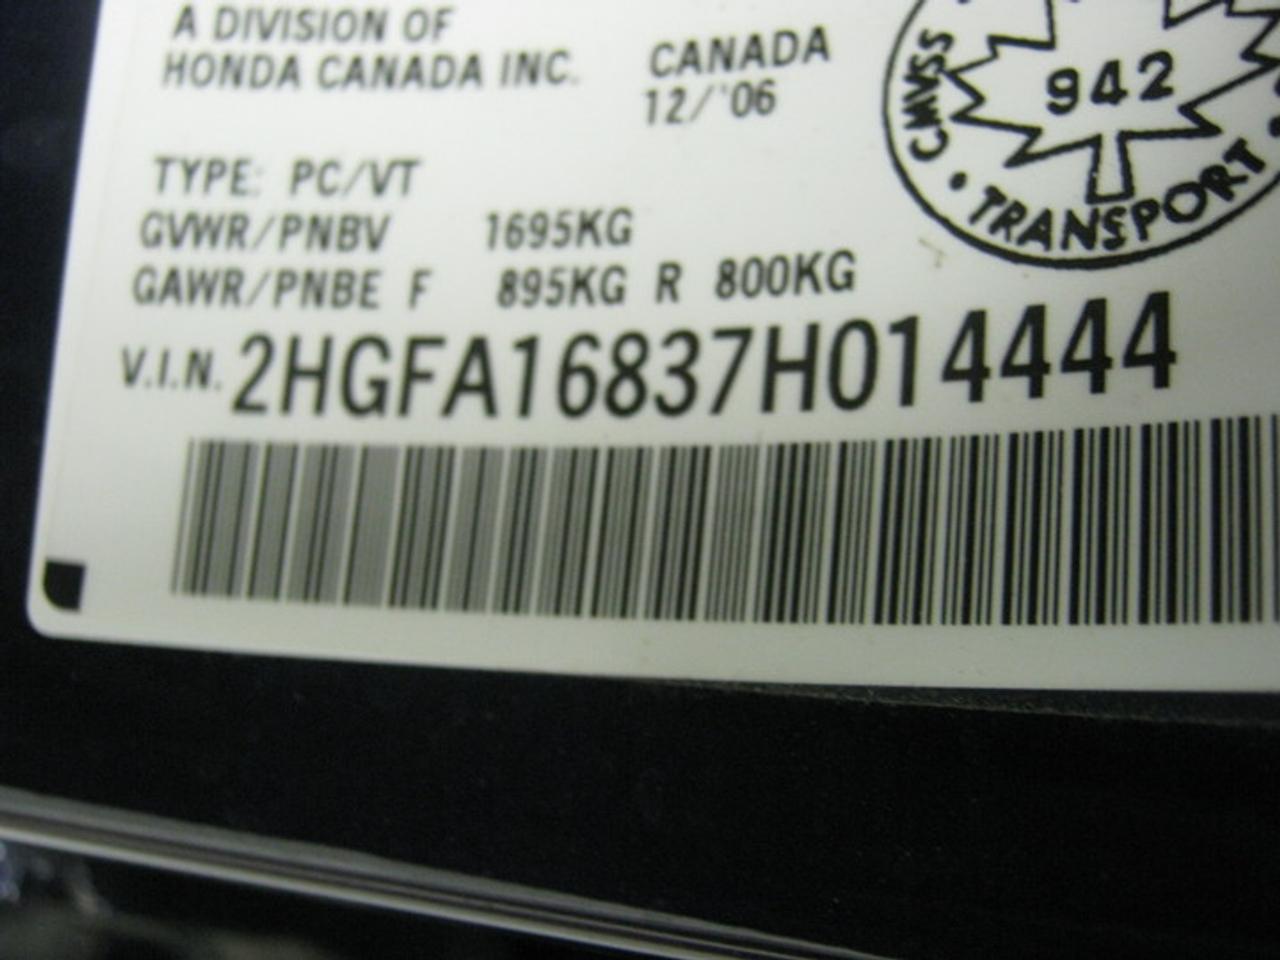 A DIVISION OF
HONDA CANADA INC.
CANADA
12/'06
942
CMVSS • TRANSPORT •
TYPE: PC/VT
GVWR/PNBV 1695KG
GAWR/PNBE F 895KG R 800KG
V.I.N. 2HGFA16837H014444